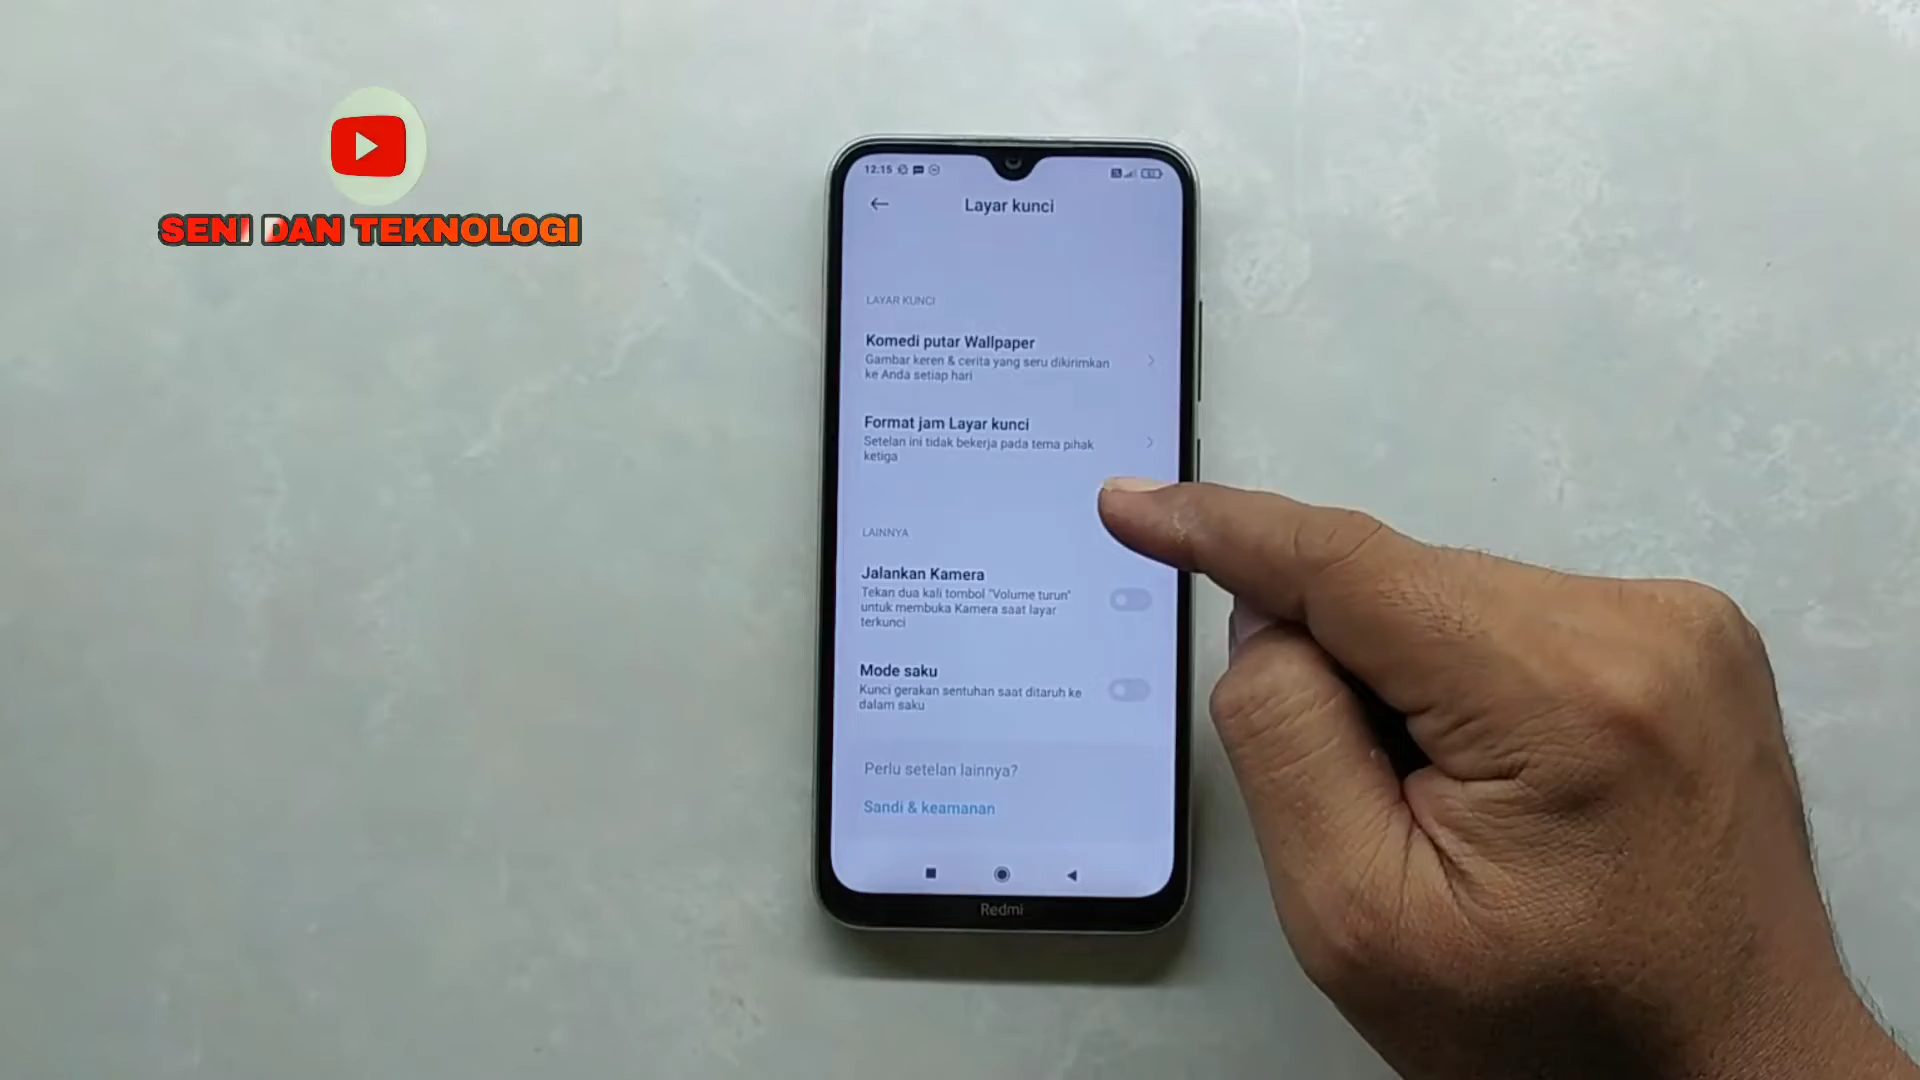 SENI DAN TEKNOLOGI
12.15
Layar kunci
LAYAR KUNCI
Komedi putar Wallpaper
Gambar keren & cerita yang seru dikirimkan
ke Anda setiap hari
Format jam Layar kunci
Setelan ini tidak bekerja pada tema pihak
ketiga
LAINNYA
Jalankan Kamera
Tekan dua kali tombol "Volume turun"
untuk membuka Kamera saat layar
terkunci
Mode saku
Kunci gerakan sentuhan saat ditaruh ke
dalam saku
Perlu setelan lainnya?
Sandi & keamanan
Redmi